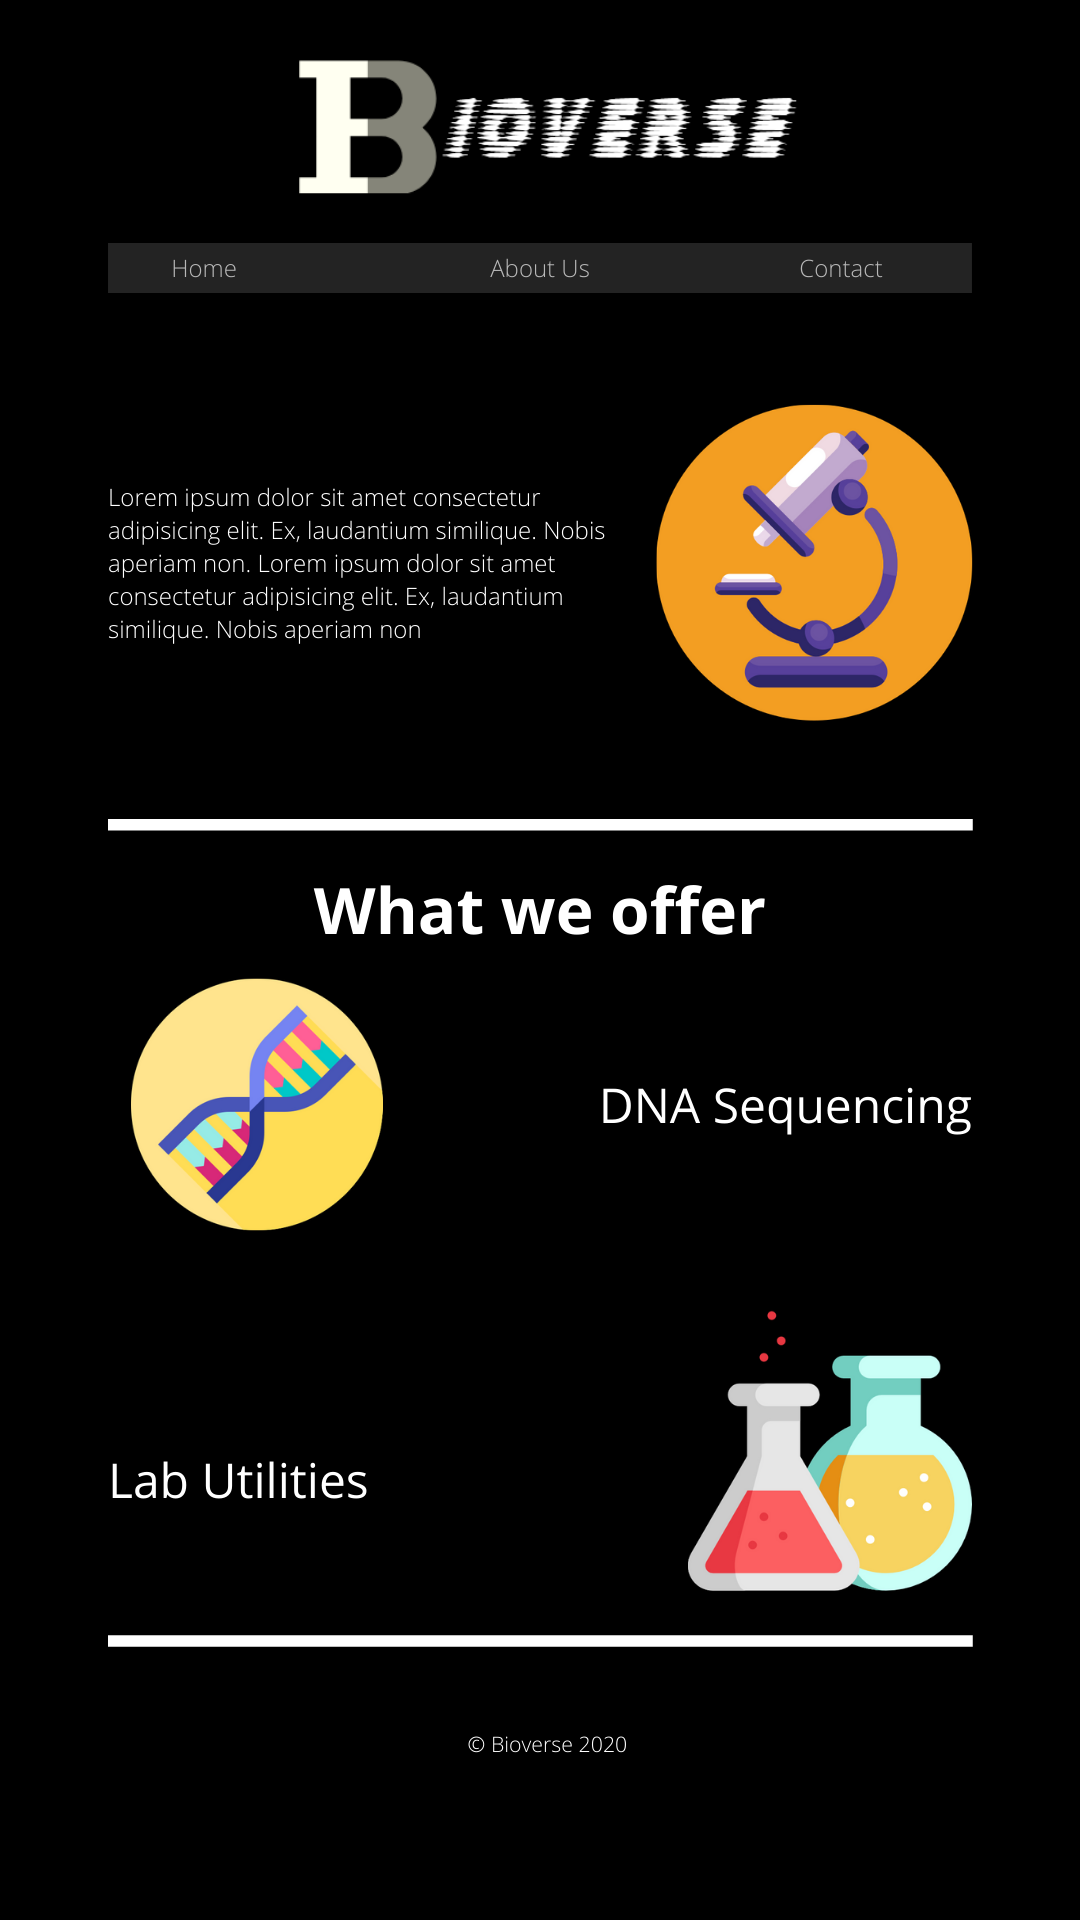 BIOVERSE
Home About Us Contact
Lorem ipsum dolor sit amet consectetur
adipisicing elit. Ex, laudantium similique. Nobis
aperiam non. Lorem ipsum dolor sit amet
consectetur adipisicing elit. Ex, laudantium
similique. Nobis aperiam non
What we offer
DNA Sequencing
Lab Utilities
© Bioverse 2020